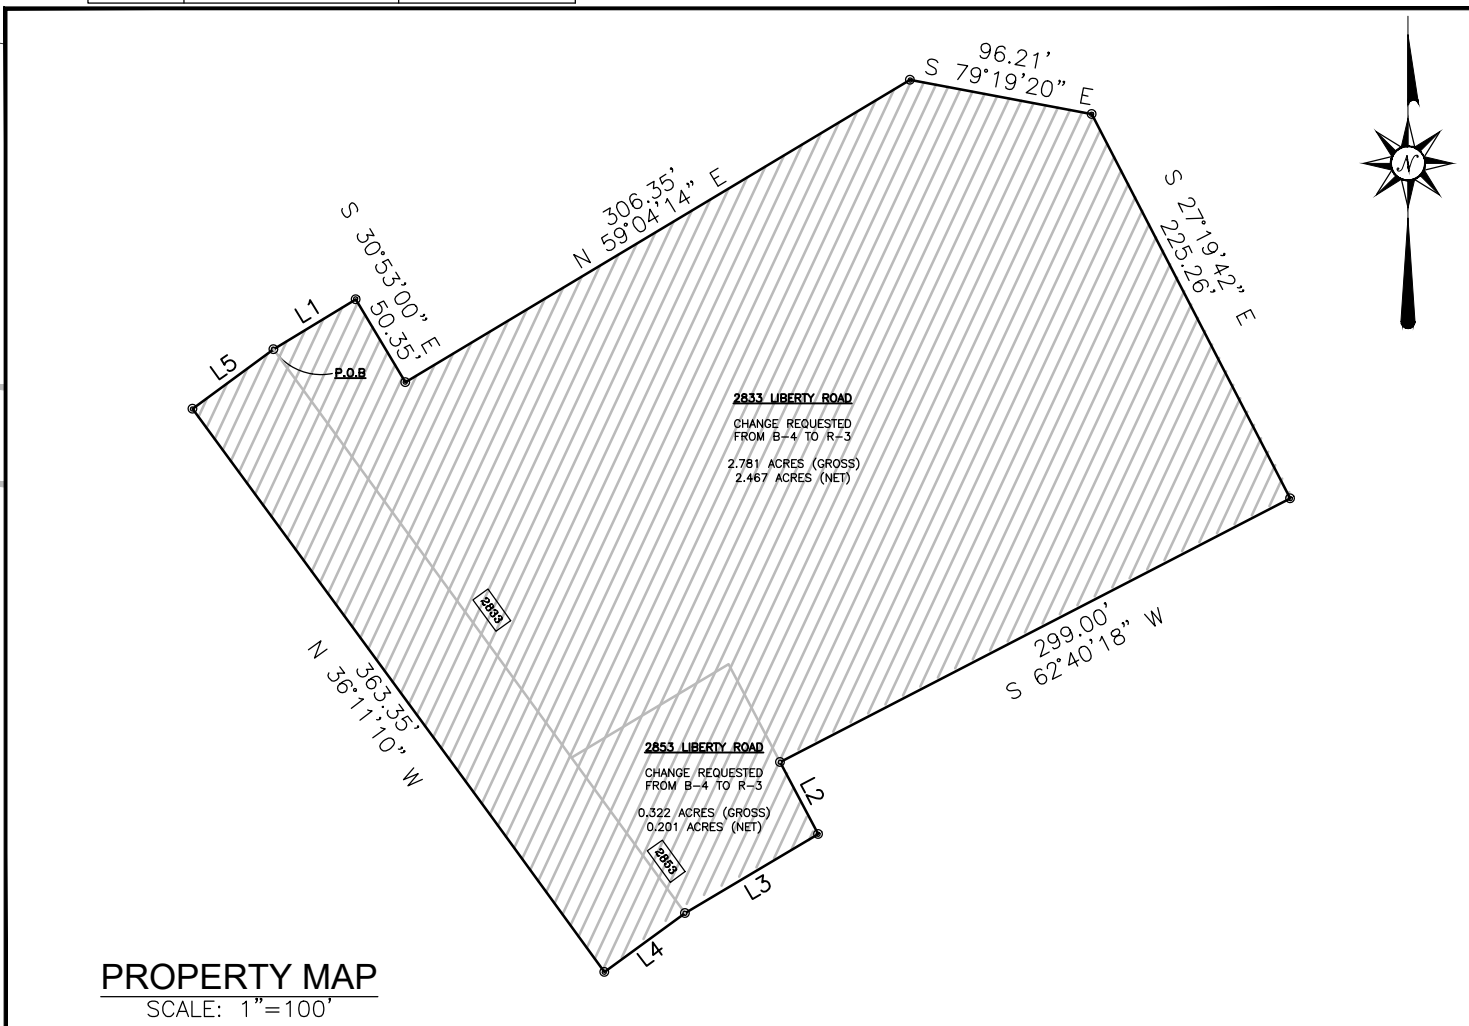 96.21'
S 79°19'20" E
306.35'
N 59°04'14" E
S 27°19'42" E
225.26'
N
S 30°53'00" E
50.35'
L1
L5
P.O.B
2833 LIBERTY ROAD
CHANGE REQUESTED
FROM B-4 TO R-3
2.781 ACRES (GROSS)
2.467 ACRES (NET)
2833
299.00'
S 62°40'18" W
363.35'
N 36°11'10" W
2853 LIBERTY ROAD
CHANGE REQUESTED
FROM B-4 TO R-3
0.322 ACRES (GROSS)
0.201 ACRES (NET)
L2
2853
L3
L4
PROPERTY MAP
SCALE: 1"=100'